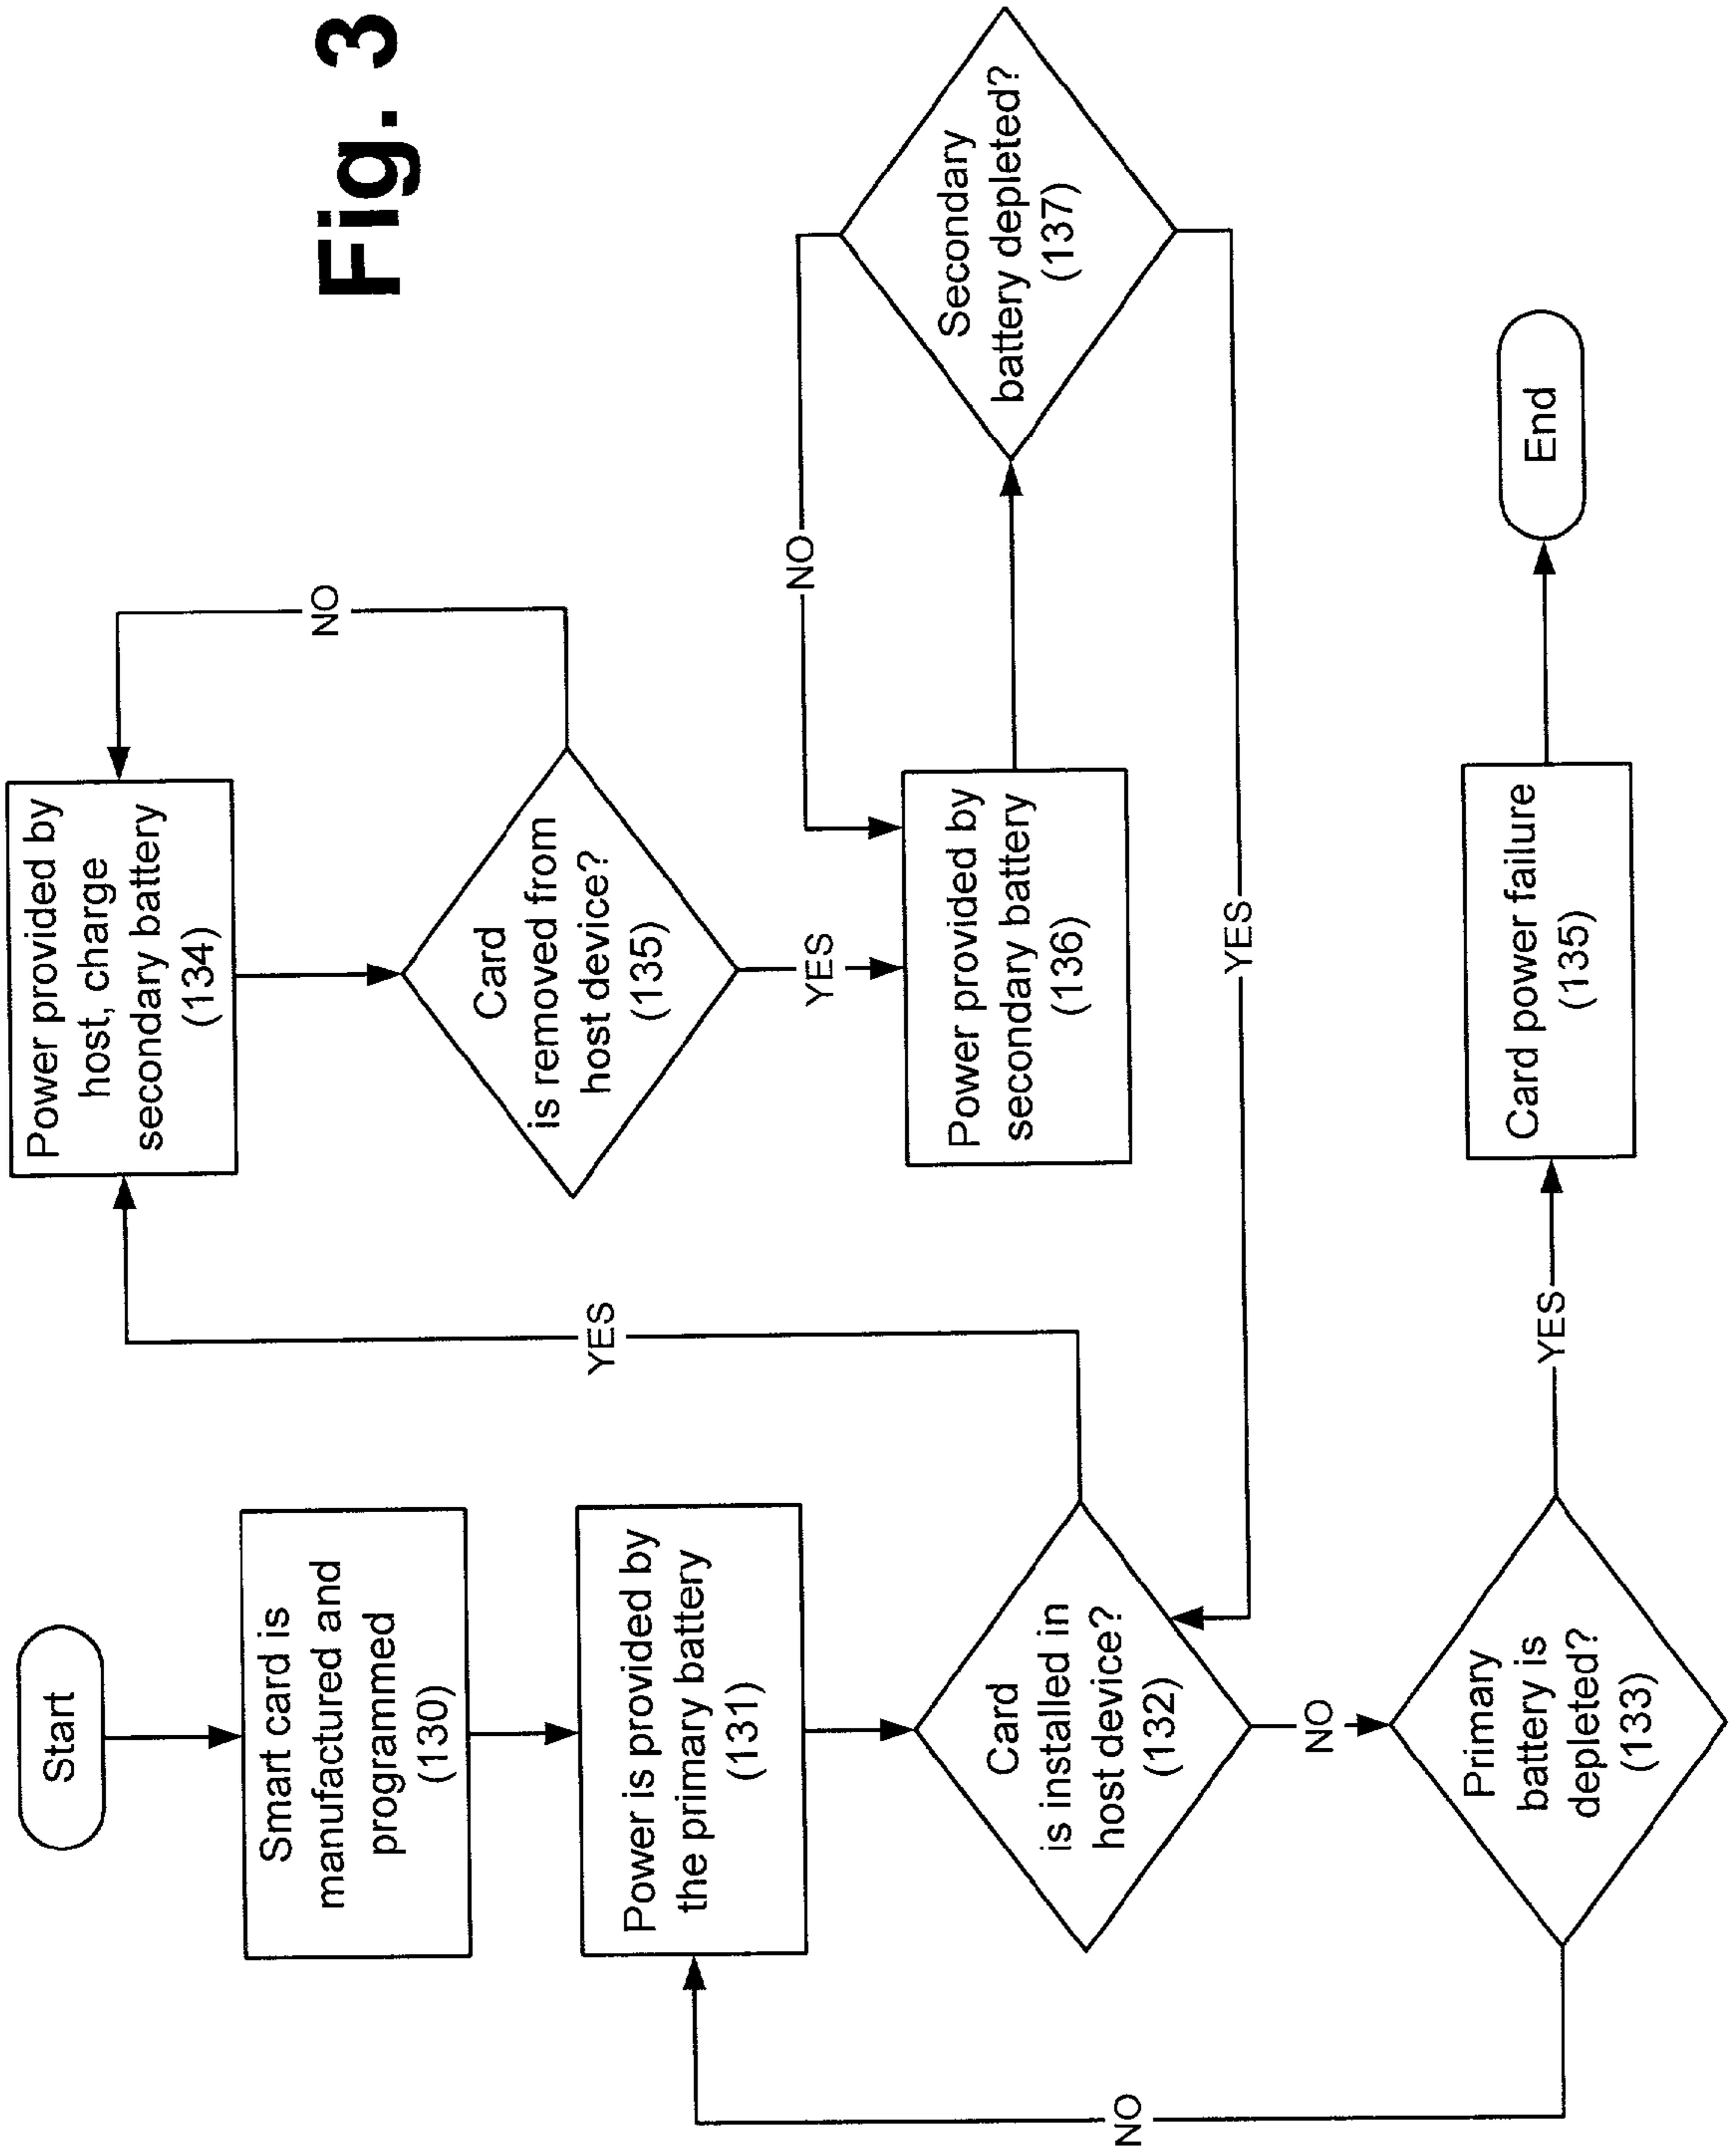 Fig. 3
Start
Smart card is
manufactured and
programmed
(130)
Power is provided by
the primary battery
(131)
Card
is installed in
host device?
(132)
YES
NO
Primary
battery is
depleted?
(133)
NO
YES
Card power failure
(135)
End
Power provided by
host, charge
secondary battery
(134)
Card
is removed from
host device?
(135)
NO
YES
Power provided by
secondary battery
(136)
Secondary
battery depleted?
(137)
NO
YES